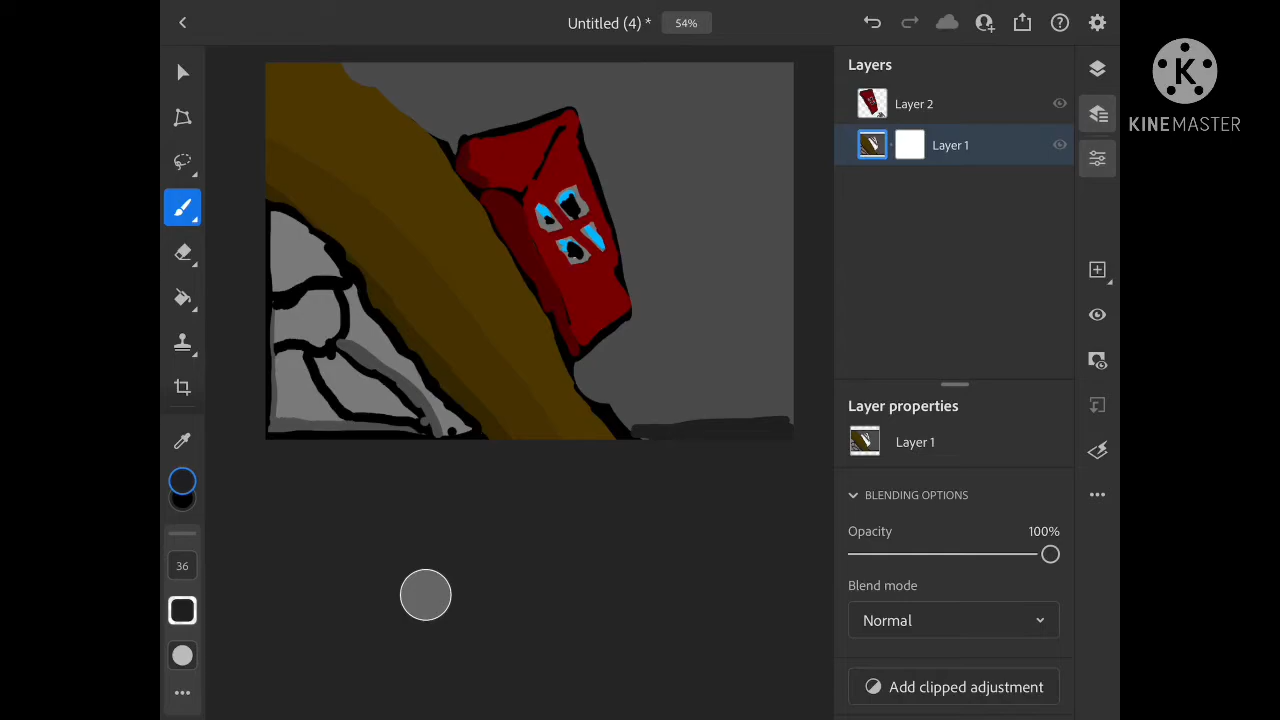 Untitled (4) *
54%
Layers
Layer 2
Layer 1
K
KINEMASTER
Layer properties
Layer 1
BLENDING OPTIONS
Opacity
100%
Blend mode
Normal
Add clipped adjustment
36